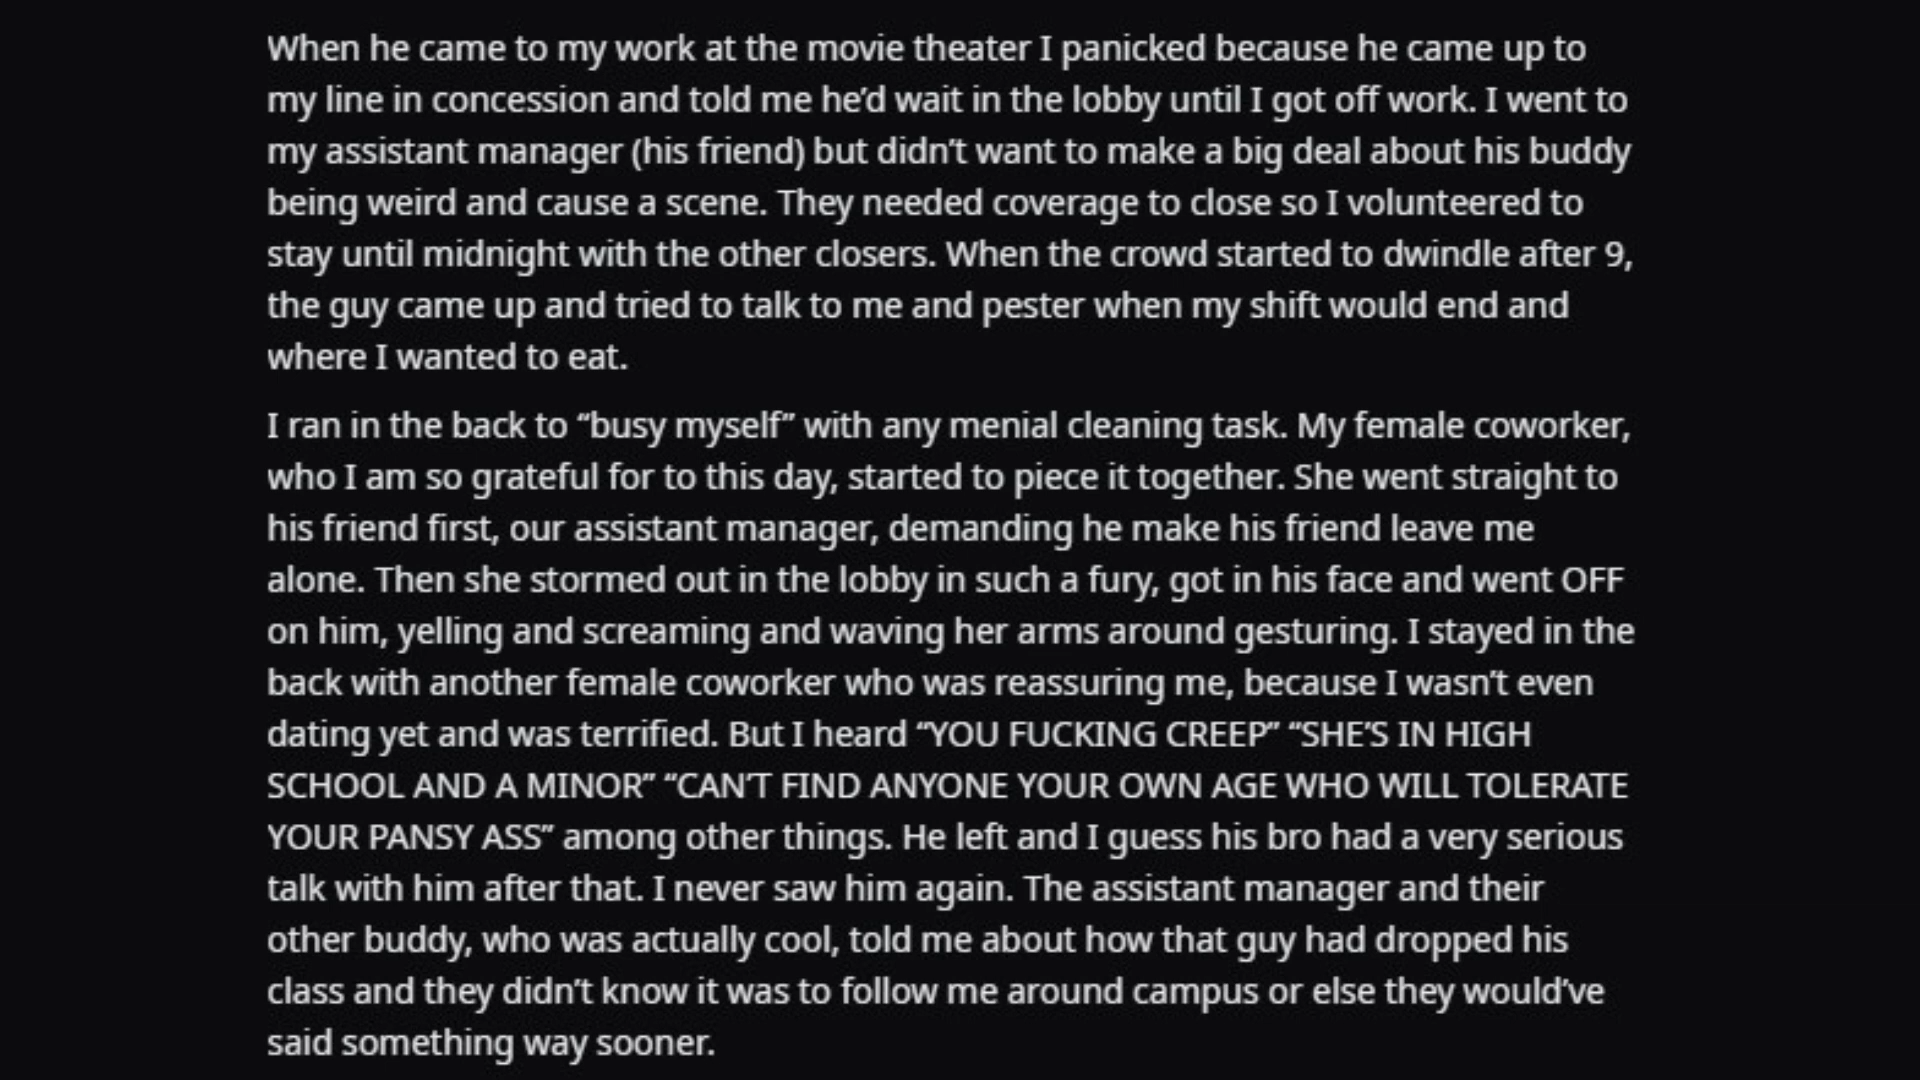 When he came to my work at the movie theater I panicked because he came up to
my line in concession and told me he’d wait in the lobby until I got off work. I went to
my assistant manager (his friend) but didn’t want to make a big deal about his buddy
being weird and cause a scene. They needed coverage to close so I volunteered to
stay until midnight with the other closers. When the crowd started to dwindle after 9,
the guy came up and tried to talk to me and pester when my shift would end and
where I wanted to eat.
I ran in the back to “busy myself” with any menial cleaning task. My female coworker,
who I am so grateful for to this day, started to piece it together. She went straight to
his friend first, our assistant manager, demanding he make his friend leave me
alone. Then she stormed out in the lobby in such a fury, got in his face and went OFF
on him, yelling and screaming and waving her arms around gesturing. I stayed in the
back with another female coworker who was reassuring me, because I wasn’t even
dating yet and was terrified. But I heard “YOU FUCKING CREEP” “SHE’S IN HIGH
SCHOOL AND A MINOR” “CAN’T FIND ANYONE YOUR OWN AGE WHO WILL TOLERATE
YOUR PANSY ASS” among other things. He left and I guess his bro had a very serious
talk with him after that. I never saw him again. The assistant manager and their
other buddy, who was actually cool, told me about how that guy had dropped his
class and they didn’t know it was to follow me around campus or else they would’ve
said something way sooner.